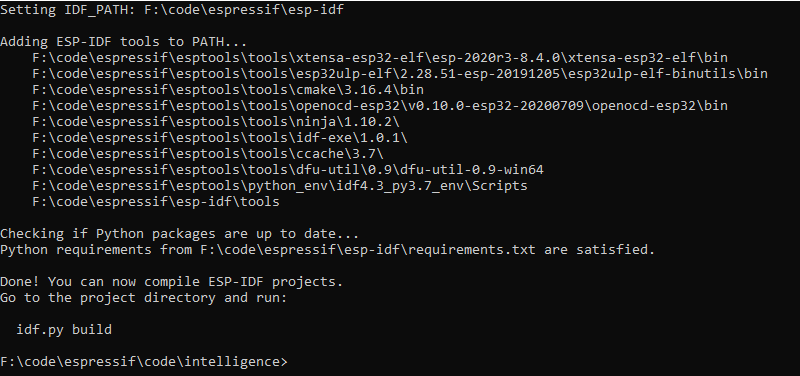 Setting IDF_PATH: F:\code\espressif\esp-idf
Adding ESP-IDF tools to PATH...
F:\code\espressif\esptools\tools\xtensa-esp32-elf\esp-2020r3-8.4.0\xtensa-esp32-elf\bin
F:\code\espressif\esptools\tools\esp32ulp-elf\2.28.51-esp-20191205\esp32ulp-elf-binutils\bin
F:\code\espressif\esptools\tools\cmake\3.16.4\bin
F:\code\espressif\esptools\tools\openocd-esp32\v0.10.0-esp32-20200709\openocd-esp32\bin
F:\code\espressif\esptools\tools\ninja\1.10.2\
F:\code\espressif\esptools\tools\idf-exe\1.0.1\
F:\code\espressif\esptools\tools\ccache\3.7\
F:\code\espressif\esptools\tools\dfu-util\0.9\dfu-util-0.9-win64
F:\code\espressif\esptools\python_env\idf4.3_py3.7_env\Scripts
F:\code\espressif\esp-idf\tools
Checking if Python packages are up to date...
Python requirements from F:\code\espressif\esp-idf\requirements.txt are satisfied.
Done! You can now compile ESP-IDF projects.
Go to the project directory and run:
idf.py build
F:\code\espressif\code\intelligence>